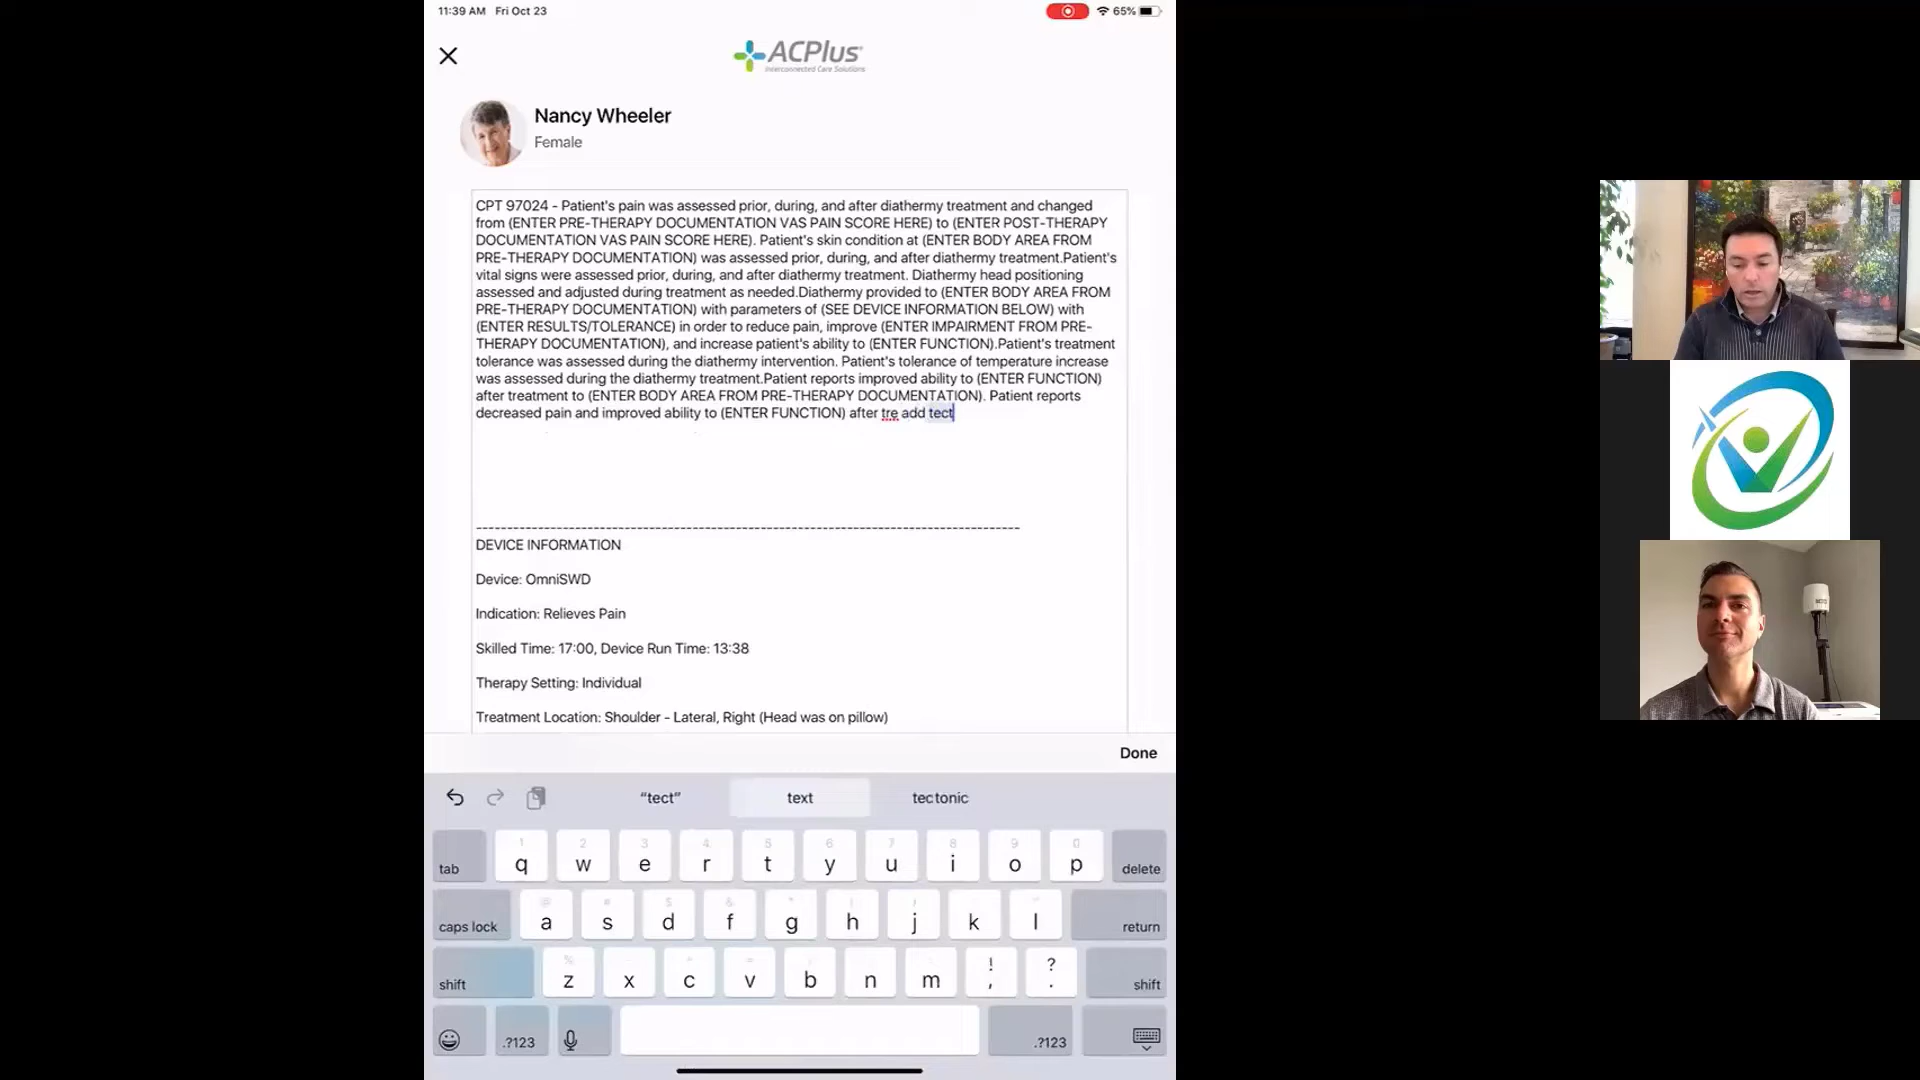 11:39 AM Fri Oct 23
65%
ACPlus
Interconnected Care Solutions
Nancy Wheeler
Female
CPT 97024 - Patient's pain was assessed prior, during, and after diathermy treatment and changed
from (ENTER PRE-THERAPY DOCUMENTATION VAS PAIN SCORE HERE) to (ENTER POST-THERAPY
DOCUMENTATION VAS PAIN SCORE HERE). Patient's skin condition at (ENTER BODY AREA FROM
PRE-THERAPY DOCUMENTATION) was assessed prior, during, and after diathermy treatment.Patient's
vital signs were assessed prior, during, and after diathermy treatment. Diathermy head positioning
assessed and adjusted during treatment as needed.Diathermy provided to (ENTER BODY AREA FROM
PRE-THERAPY DOCUMENTATION) with parameters of (SEE DEVICE INFORMATION BELOW) with
(ENTER RESULTS/TOLERANCE) in order to reduce pain, improve (ENTER IMPAIRMENT FROM PRE-
THERAPY DOCUMENTATION), and increase patient's ability to (ENTER FUNCTION).Patient's treatment
tolerance was assessed during the diathermy intervention. Patient's tolerance of temperature increase
was assessed during the diathermy treatment.Patient reports improved ability to (ENTER FUNCTION)
after treatment to (ENTER BODY AREA FROM PRE-THERAPY DOCUMENTATION). Patient reports
decreased pain and improved ability to (ENTER FUNCTION) after tre add tect
DEVICE INFORMATION
Device: OmniSWD
Indication: Relieves Pain
Skilled Time: 17:00, Device Run Time: 13:38
Therapy Setting: Individual
Treatment Location: Shoulder - Lateral, Right (Head was on pillow)
Done
"tect" text tectonic
1 2 3 4 5 6 7 8 9 0
tab q w e r t y u i o p delete
caps lock a s d f g h j k l return
shift z x c v b n m ! , ? . shift
.?123 .?123